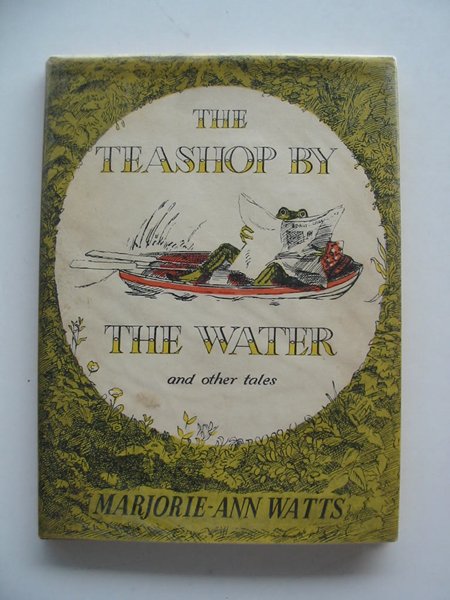 THE
TEASHOP BY
THE WATER
and other tales
MARJORIE-ANN WATTS